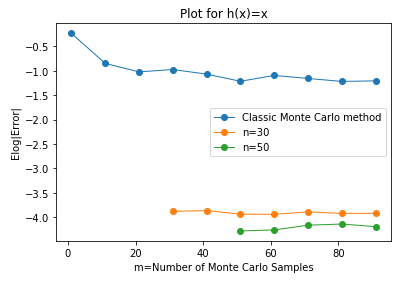 Plot for h(x)=x
Elog|Error|
−0.5
−1.0
−1.5
−2.0
−2.5
−3.0
−3.5
−4.0
Classic Monte Carlo method
n=30
n=50
0
20
40
60
80
m=Number of Monte Carlo Samples